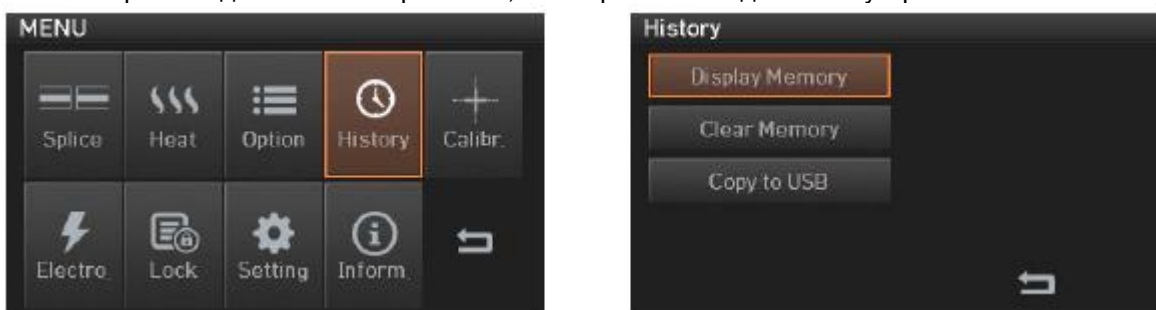 MENU
Splice Heat Option History Calibr.
Electro. Lock Setting Inform.
History
Display Memory
Clear Memory
Copy to USB